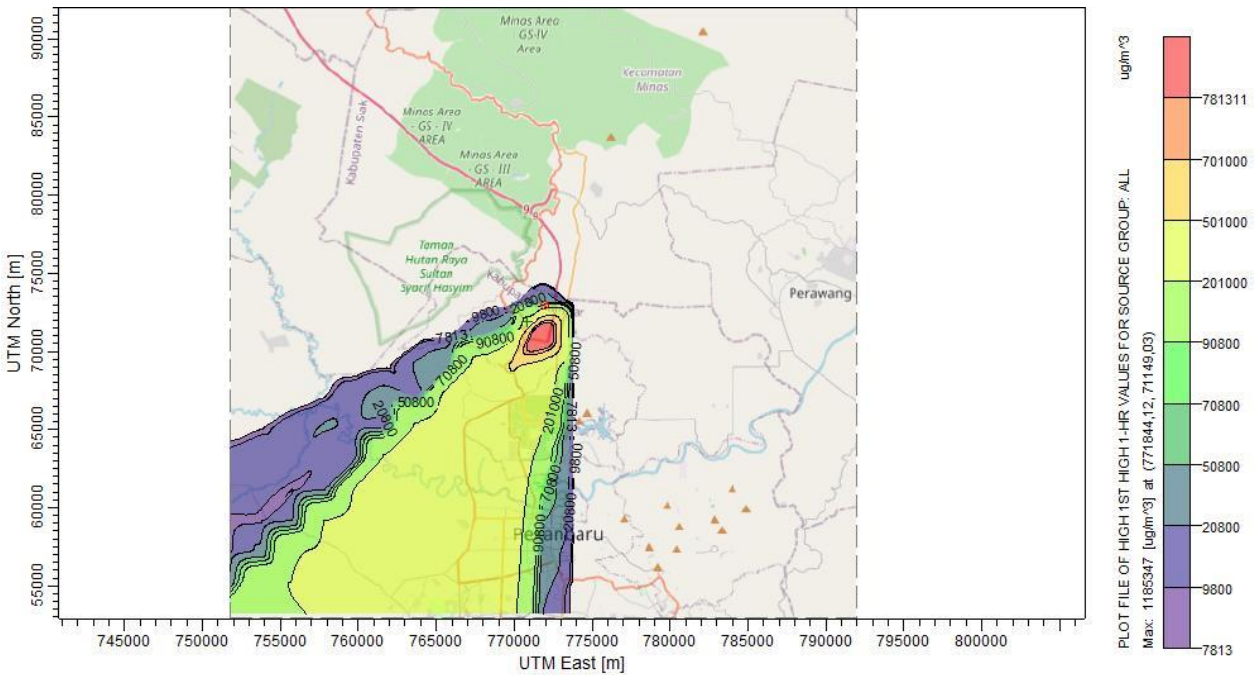 90000
85000
80000
75000
70000
65000
60000
55000
UTM North [m]
745000
750000
755000
760000
765000
770000
775000
780000
785000
790000
795000
800000
UTM East [m]
Minas Area
GS-IV
Area
Kecamatan
Minas
Kabupaten Siak
Minas Area
- GS - IV
AREA
Minas Area
- GS - III
AREA
9
Taman
Hutan Raya
Sultan
Syarif Hasyim
Perawang
9800
20800
7813
90800
70800
50800
20800
50800
201000
7813
9800
70800
20800
90800
PLOT FILE OF HIGH 1ST HIGH 1-HR VALUES FOR SOURCE GROUP: ALL
Max: 1185347 [ug/m^3] at (771844,12, 71149,03)
ug/m^3
781311
701000
501000
201000
90800
70800
50800
20800
9800
7813